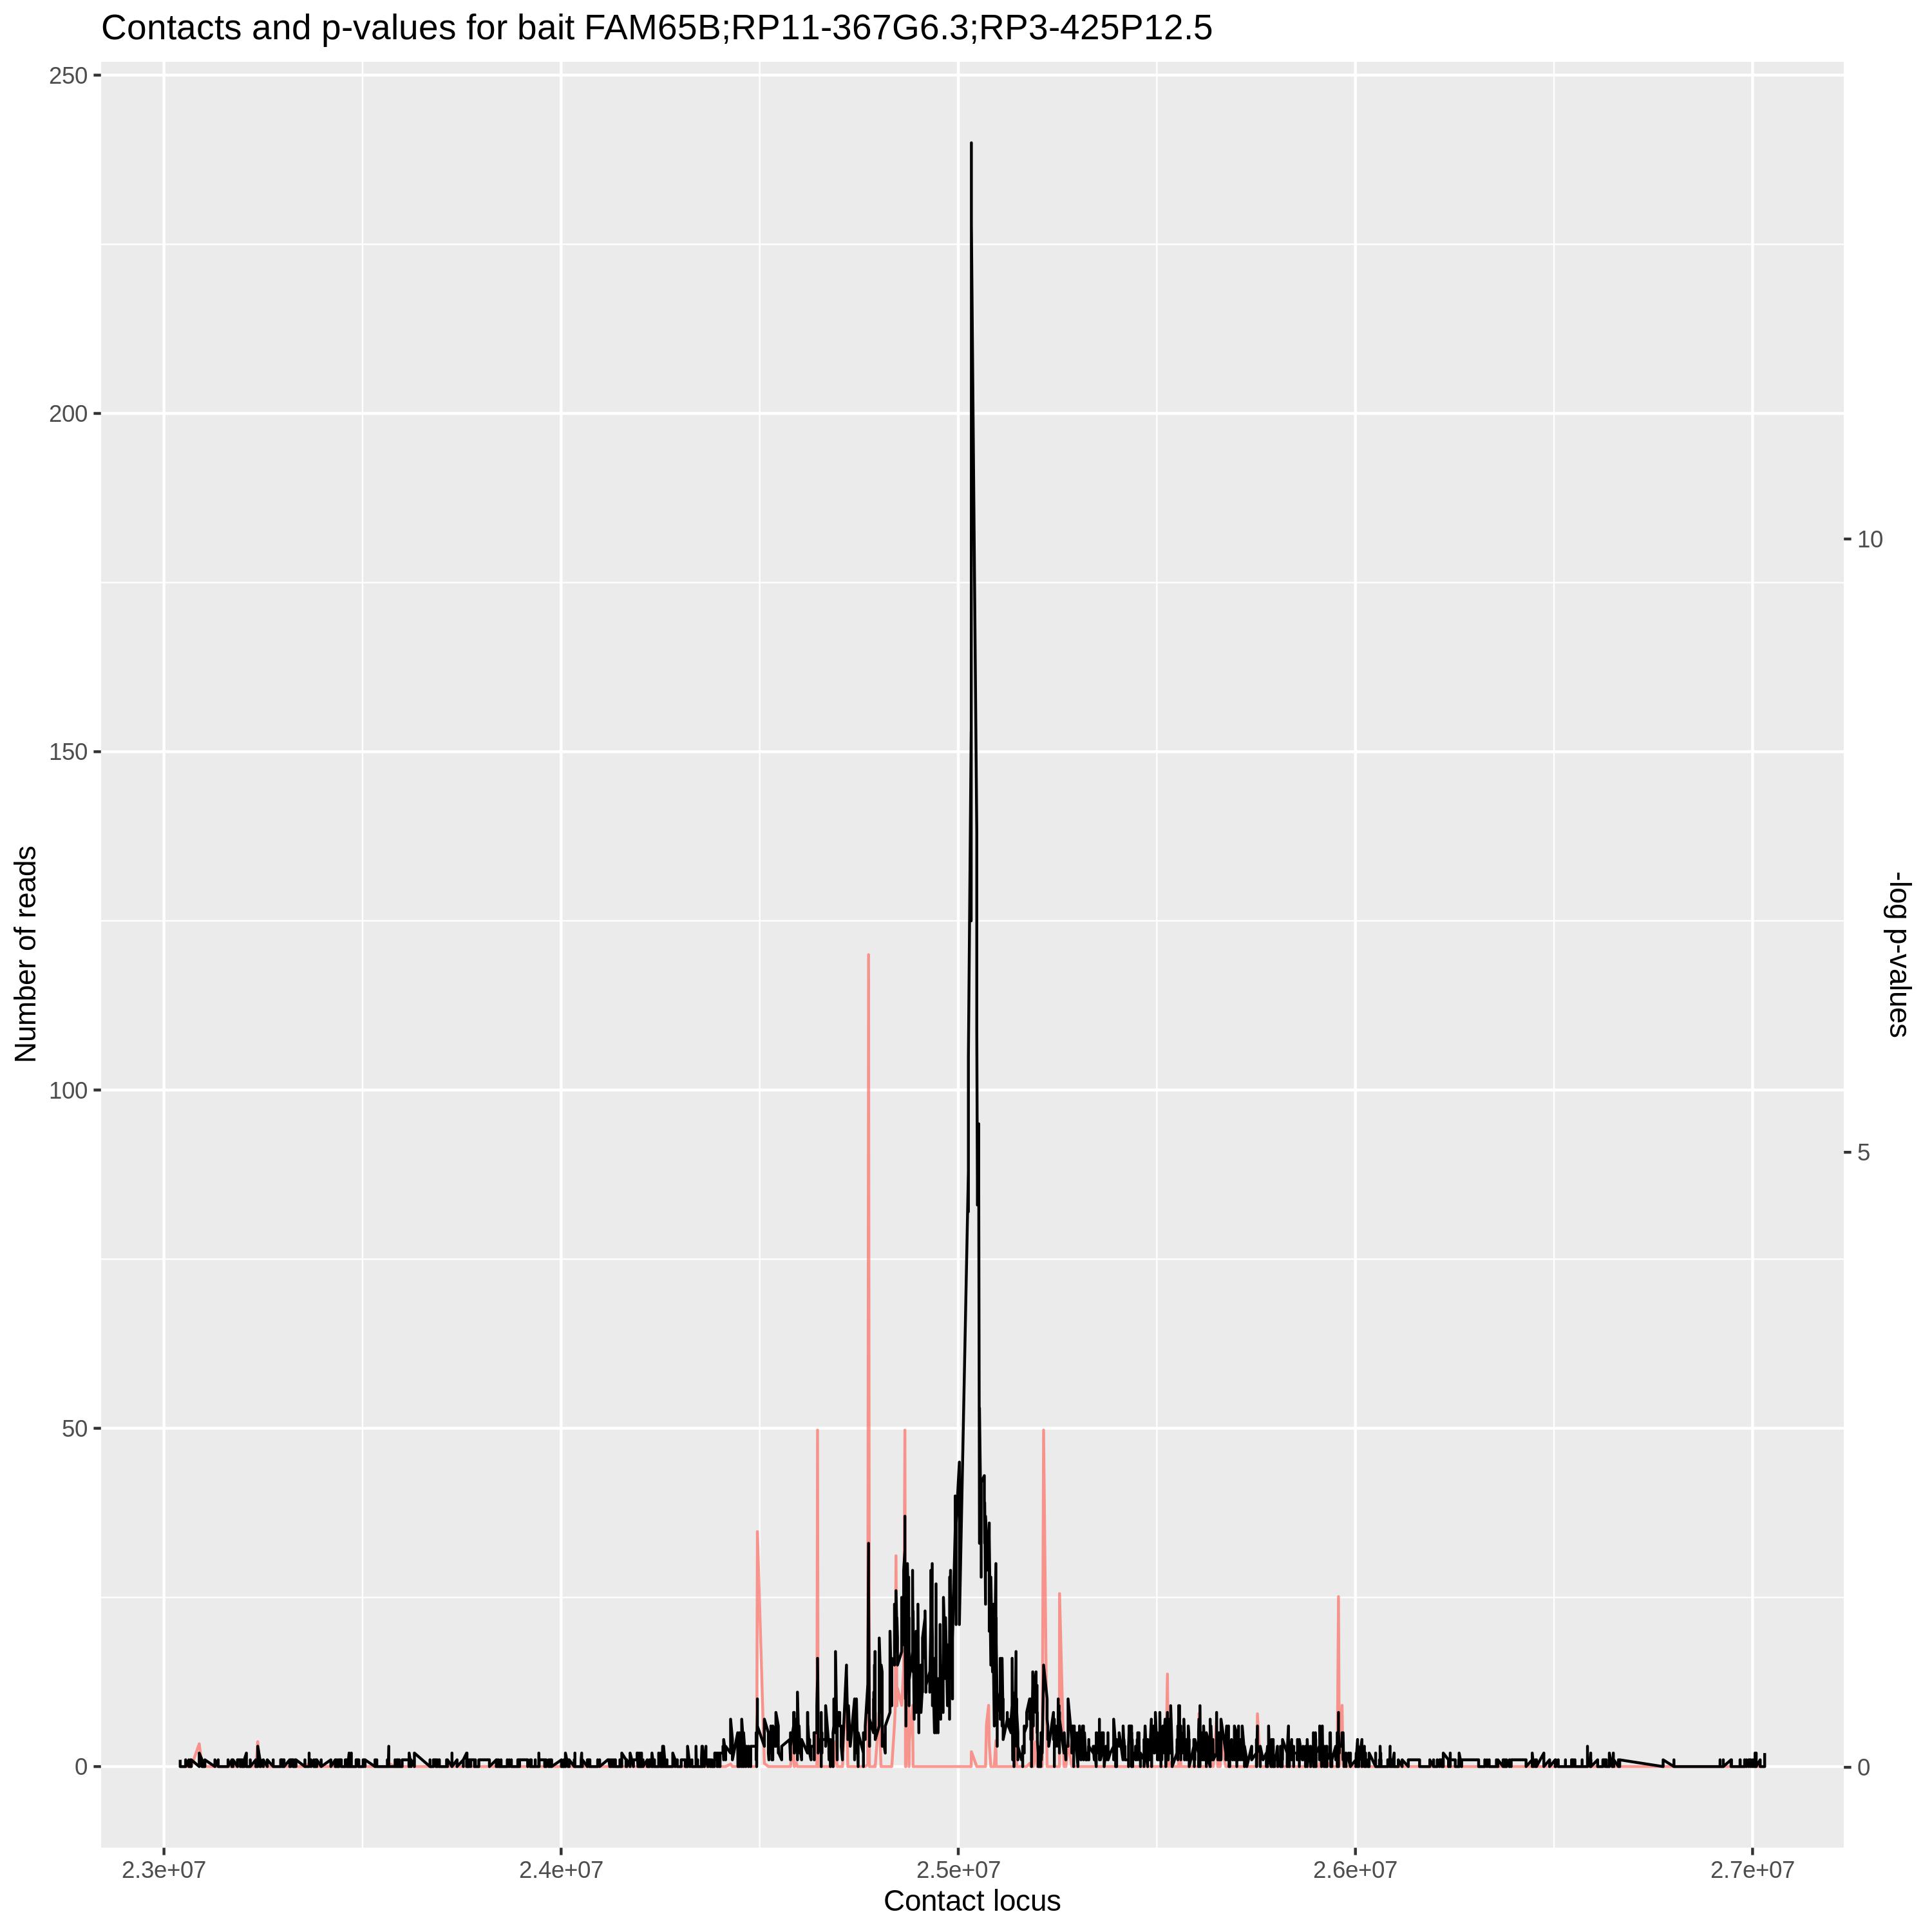 Contacts and p-values for bait FAM65B;RP11-367G6.3;RP3-425P12.5
250
200
150
100
50
0
Number of reads
10
5
0
-log p-values
2.3e+07
2.4e+07
2.5e+07
2.6e+07
2.7e+07
Contact locus